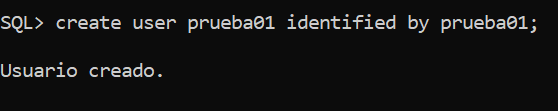 SQL> create user prueba01 identified by prueba01;
Usuario creado.